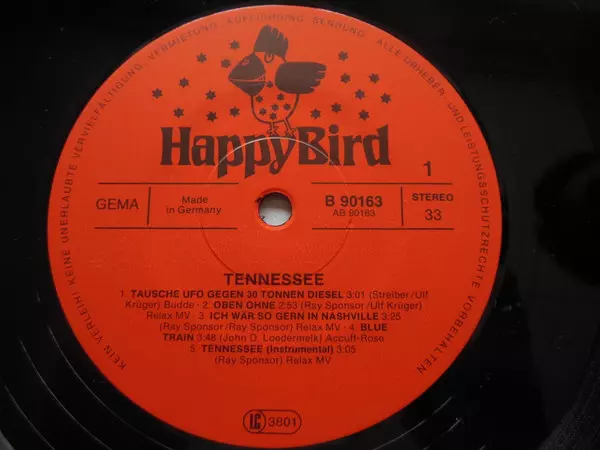 KEIN VERLEIH! KEINE UNERLAUBTE VERVIELFÄLTIGUNG, VERMIETUNG, AUFFÜHRUNG, SENDUNG. ALLE URHEBER- UND LEISTUNGSSCHUTZRECHTE VORBEHALTEN
HappyBird
1
GEMA
Made
in Germany
B 90163
AB 90163
STEREO
33
TENNESSEE
1. TAUSCHE UFO GEGEN 30 TONNEN DIESEL 3:01 (Streiber/Ulf
Krüger) Budde · 2. OBEN OHNE 2:53 (Ray Sponsor/Ulf Krüger)
Relax MV · 3. ICH WÄR SO GERN IN NASHVILLE 3:25
(Ray Sponsor/Ray Sponsor) Relax MV · 4. BLUE
TRAIN 3:48 (John D. Loedermelk) Accuff-Rose
5. TENNESSEE (Instrumental) 3:05
(Ray Sponsor) Relax MV
LC 3801